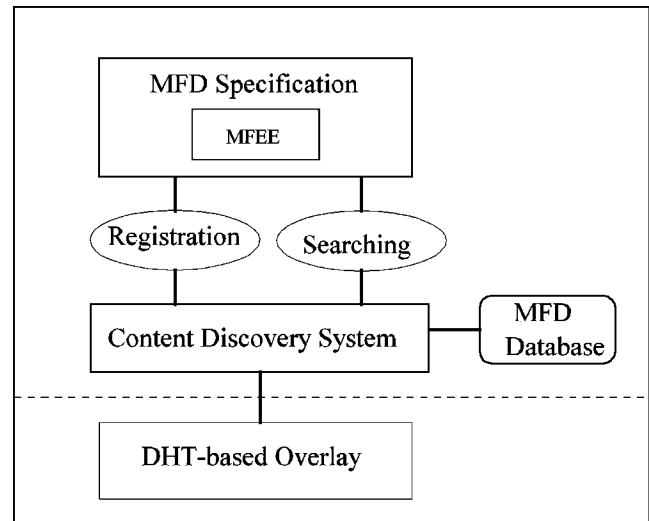 MFD Specification
MFEE
Registration
Searching
Content Discovery System
MFD
Database
DHT-based Overlay